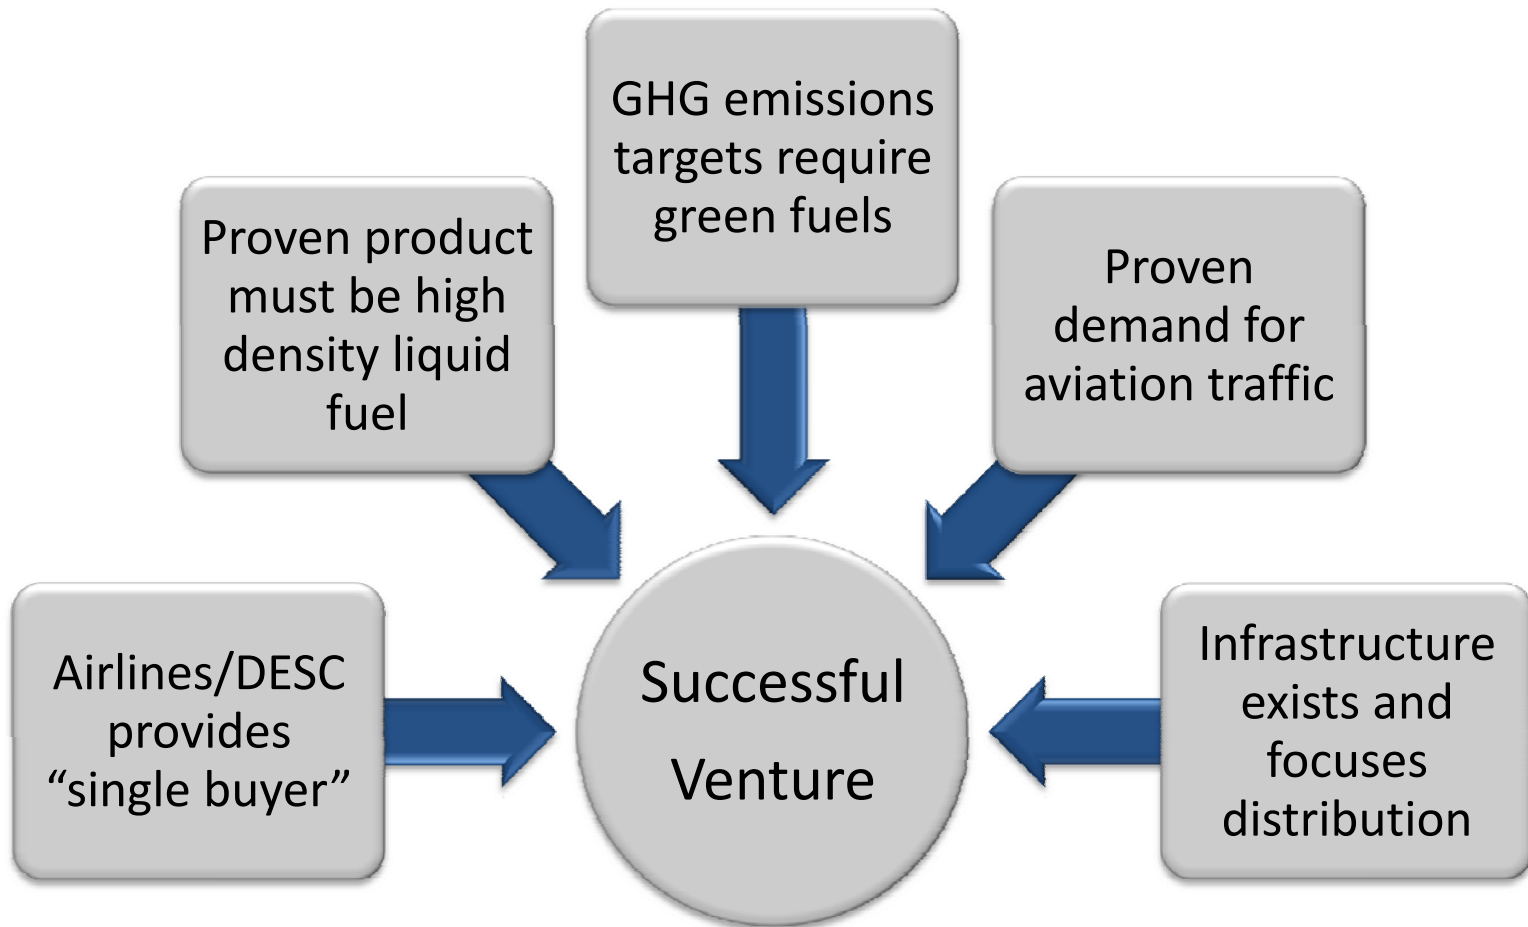 GHG emissions
targets require
green fuels
Proven product
must be high
density liquid
fuel
Proven
demand for
aviation traffic
Airlines/DESC
provides
“single buyer”
Successful
Venture
Infrastructure
exists and
focuses
distribution